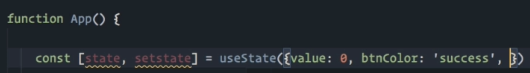 function App() {
const [state, setstate] = useState({value: 0, btnColor: 'success', })